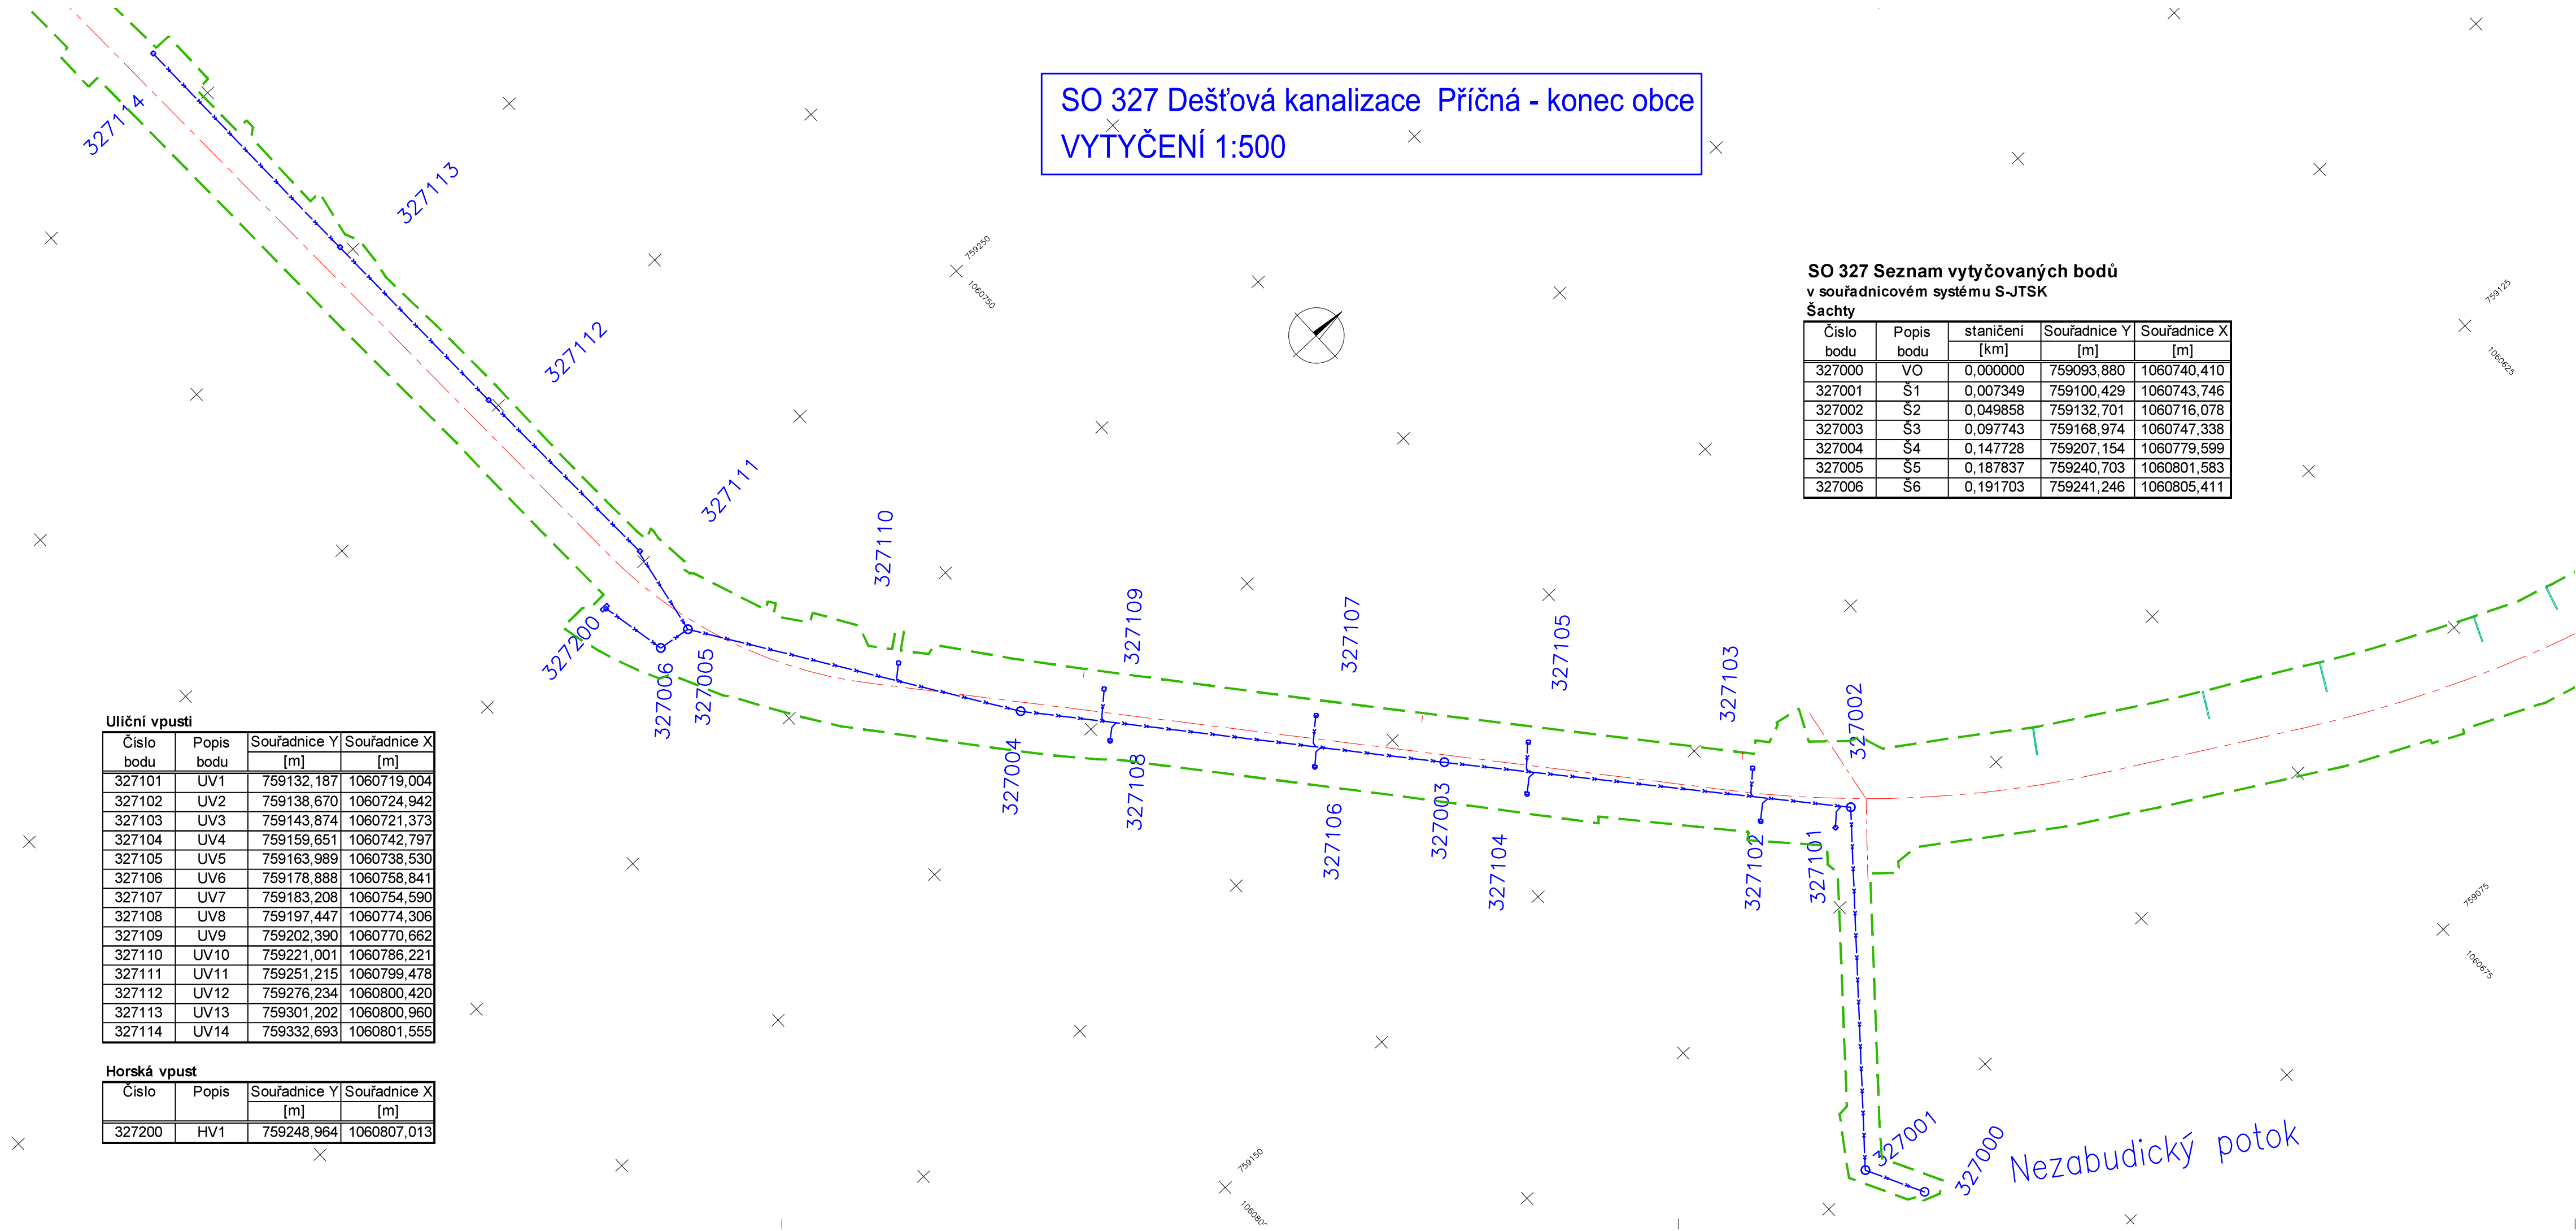 SO 327 Dešťová kanalizace Příčná - konec obce
VYTYČENÍ 1:500
327114
327113
327112
327111
327110
327109
327107
327105
327103
327002
327200
327006
327005
327004
327108
327106
327003
327104
327102
327101
327001
327000
Nezabudický potok
759250
1060750
759125
1060625
759075
1060675
759150
SO 327 Seznam vytyčovaných bodů
v souřadnicovém systému S-JTSK
Šachty
Číslo Popis staničení Souřadnice Y Souřadnice X
bodu bodu [km] [m] [m]
327000 VO 0,000000 759093,880 1060740,410
327001 Š1 0,007349 759100,429 1060743,746
327002 Š2 0,049858 759132,701 1060716,078
327003 Š3 0,097743 759168,974 1060747,338
327004 Š4 0,147728 759207,154 1060779,599
327005 Š5 0,187837 759240,703 1060801,583
327006 Š6 0,191703 759241,246 1060805,411
Uliční vpusti
Číslo Popis Souřadnice Y Souřadnice X
bodu bodu [m] [m]
327101 UV1 759132,187 1060719,004
327102 UV2 759138,670 1060724,942
327103 UV3 759143,874 1060721,373
327104 UV4 759159,651 1060742,797
327105 UV5 759163,989 1060738,530
327106 UV6 759178,888 1060758,841
327107 UV7 759183,208 1060754,590
327108 UV8 759197,447 1060774,306
327109 UV9 759202,390 1060770,662
327110 UV10 759221,001 1060786,221
327111 UV11 759251,215 1060799,478
327112 UV12 759276,234 1060800,420
327113 UV13 759301,202 1060800,960
327114 UV14 759332,693 1060801,555
Horská vpust
Číslo Popis Souřadnice Y Souřadnice X
[m] [m]
327200 HV1 759248,964 1060807,013